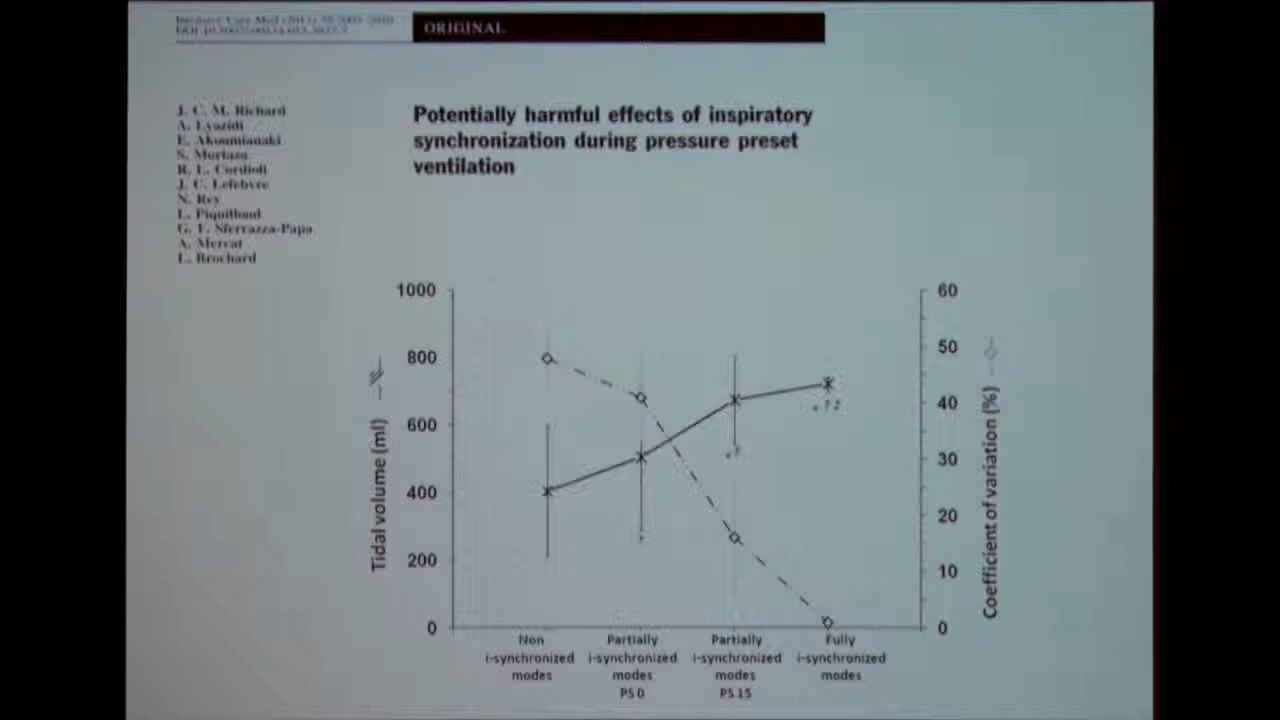 ORIGINAL
J. C. M. Richard
A. Lyazidi
E. Akoumianaki
S. Mortaza
R. L. Cordioli
J. C. Lefebvre
N. Rey
L. Piquilloud
G. F. Sferrazza-Papa
A. Mercat
L. Brochard
Potentially harmful effects of inspiratory
synchronization during pressure preset
ventilation
Tidal volume (ml)
1000
800
600
400
200
0
60
50
40
30
20
10
0
Coefficient of variation (%)
Non
i-synchronized
modes
Partially
i-synchronized
modes
PS 0
Partially
i-synchronized
modes
PS 15
Fully
i-synchronized
modes